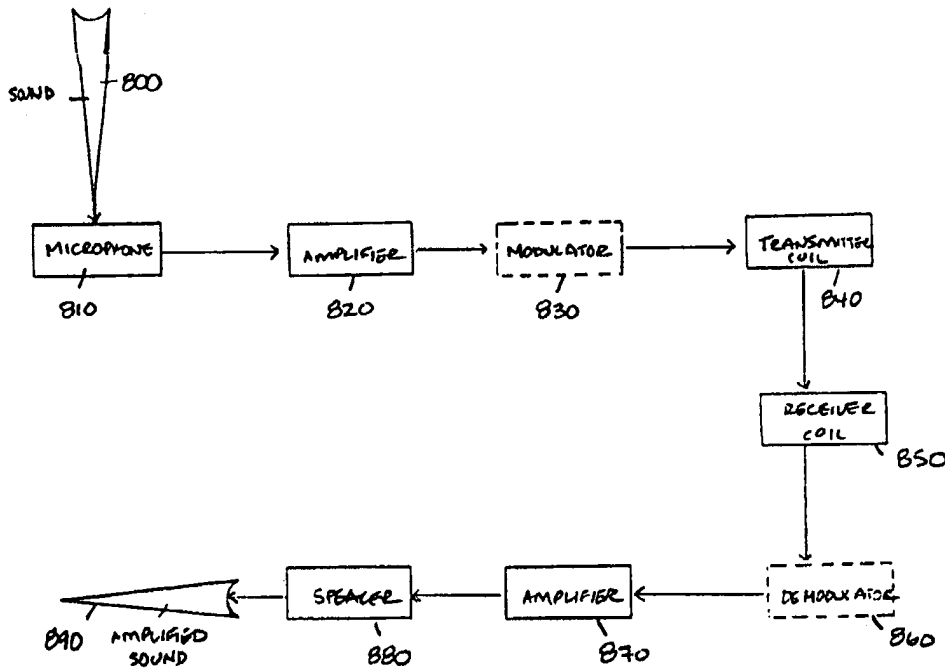 800
SOUND
MICROPHONE
810
AMPLIFIER
820
MODULATOR
830
TRANSMITTER
COIL
840
RECEIVER
COIL
850
DEMODULATOR
860
AMPLIFIER
870
SPEAKER
880
890
AMPLIFIED
SOUND